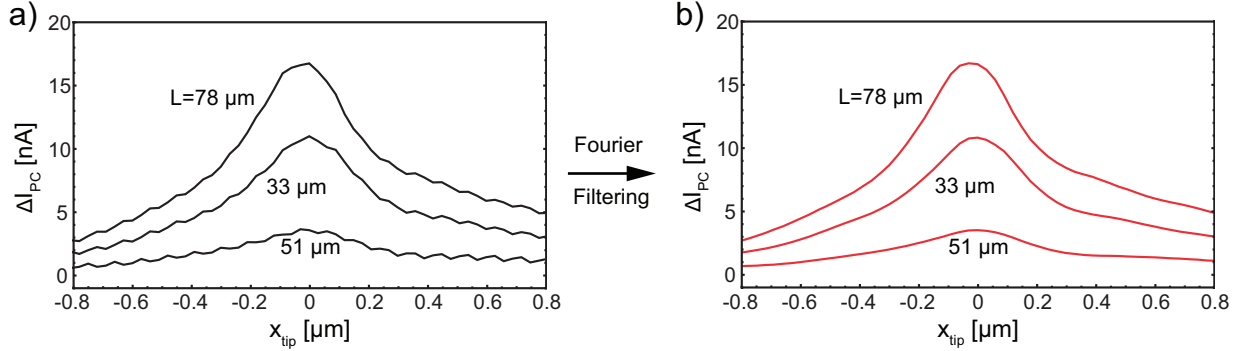 a)
20
15
10
5
0
ΔI_PC [nA]
L=78 μm
33 μm
51 μm
-0.8 -0.6 -0.4 -0.2 0 0.2 0.4 0.6 0.8
x_tip [μm]
Fourier
Filtering
b)
20
15
10
5
0
ΔI_PC [nA]
L=78 μm
33 μm
51 μm
-0.8 -0.6 -0.4 -0.2 0 0.2 0.4 0.6 0.8
x_tip [μm]